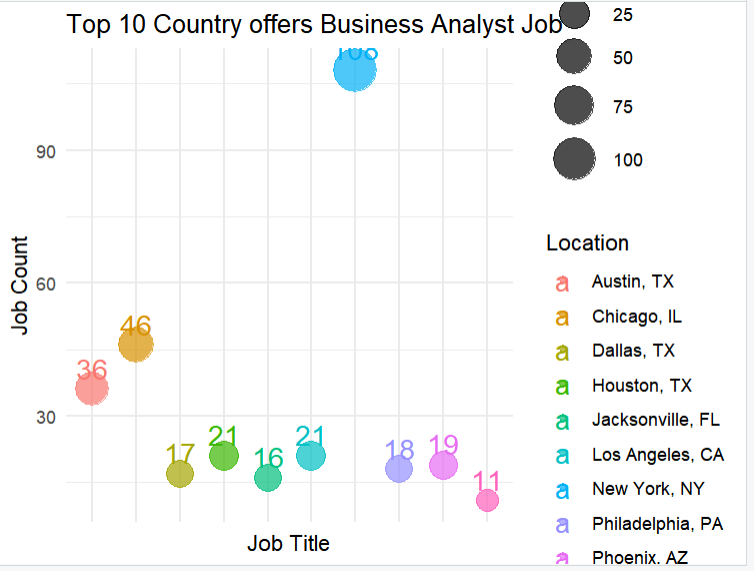 Top 10 Country offers Business Analyst Job
108
90
60
30
Job Count
36
46
17
21
16
21
18
19
11
Job Title
25
50
75
100
Location
a Austin, TX
a Chicago, IL
a Dallas, TX
a Houston, TX
a Jacksonville, FL
a Los Angeles, CA
a New York, NY
a Philadelphia, PA
a Phoenix, AZ